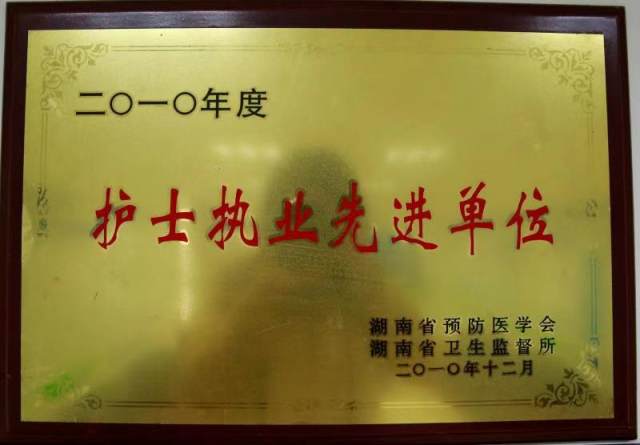 二〇一〇年度
护士执业先进单位
湖南省预防医学会
湖南省卫生监督所
二〇一〇年十二月